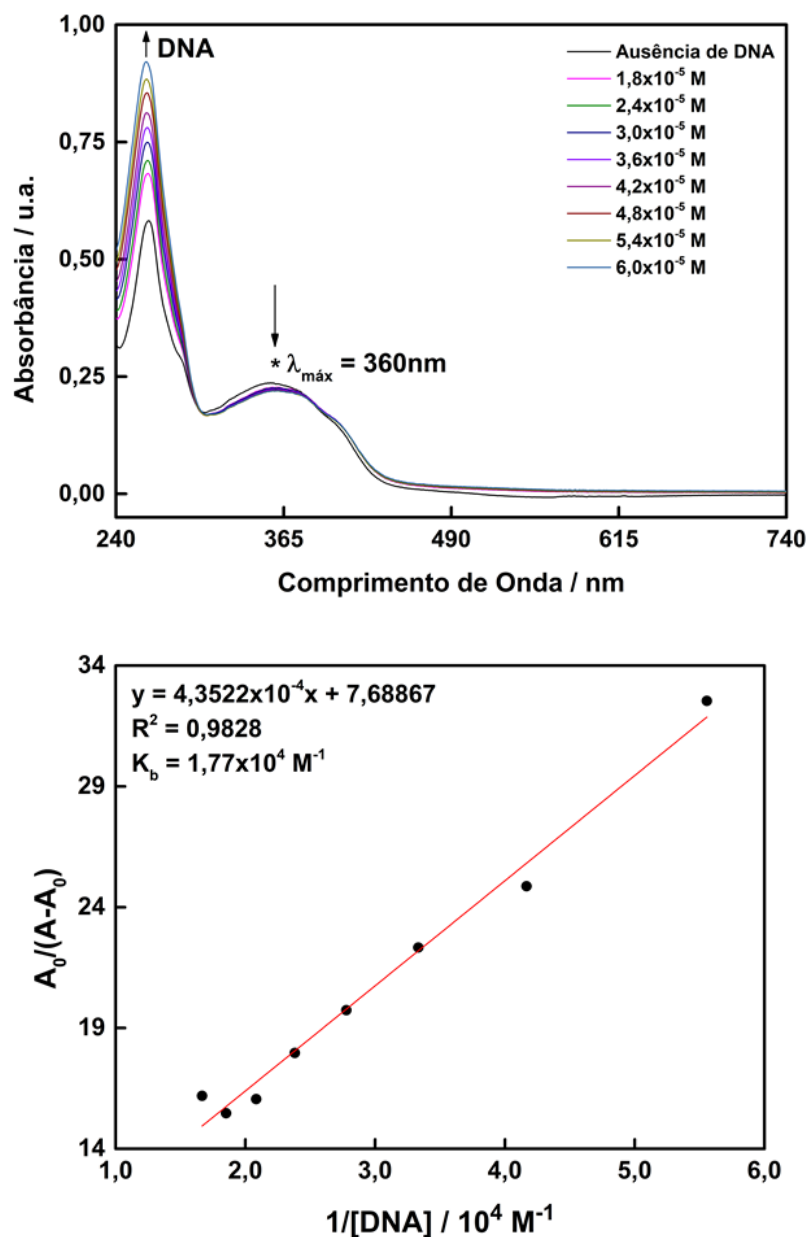 1,00
DNA
Ausência de DNA
1,8x10⁻⁵ M
2,4x10⁻⁵ M
3,0x10⁻⁵ M
3,6x10⁻⁵ M
4,2x10⁻⁵ M
4,8x10⁻⁵ M
5,4x10⁻⁵ M
6,0x10⁻⁵ M
0,75
0,50
0,25
0,00
* λmáx = 360nm
Absorbância / u.a.
240 365 490 615 740
Comprimento de Onda / nm
34
29
24
19
14
y = 4,3522x10⁻⁴x + 7,68867
R² = 0,9828
K_b = 1,77x10⁴ M⁻¹
A₀/(A-A₀)
1,0 2,0 3,0 4,0 5,0 6,0
1/[DNA] / 10⁴ M⁻¹